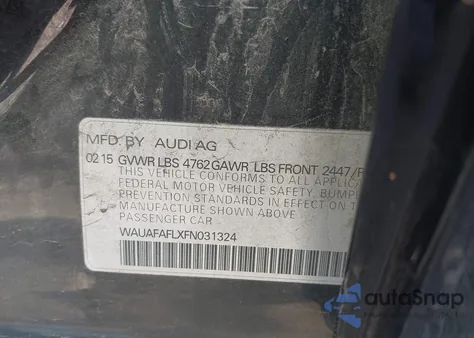 MFD. BY AUDI AG
02 15 GVWR LBS 4762 GAWR LBS FRONT 2447/
THIS VEHICLE CONFORMS TO ALL APPLIC
FEDERAL MOTOR VEHICLE SAFETY, BUMP
PREVENTION STANDARDS IN EFFECT ON T
MANUFACTURE SHOWN ABOVE.
PASSENGER CAR
WAUAFAFLXFN031324
autoSnap